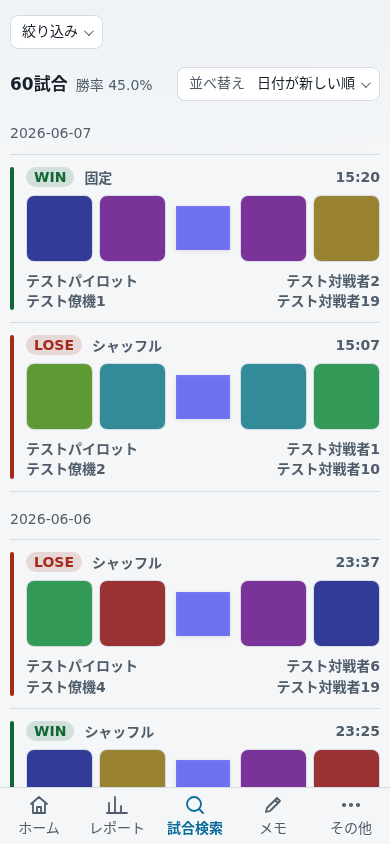 絞り込み
60試合 勝率 45.0% 並べ替え 日付が新しい順
2026-06-07
WIN 固定 15:20
テストパイロット テスト対戦者2
テスト僚機1 テスト対戦者19
LOSE シャッフル 15:07
テストパイロット テスト対戦者1
テスト僚機2 テスト対戦者10
2026-06-06
LOSE シャッフル 23:37
テストパイロット テスト対戦者6
テスト僚機4 テスト対戦者19
WIN シャッフル 23:25
ホーム レポート 試合検索 メモ その他